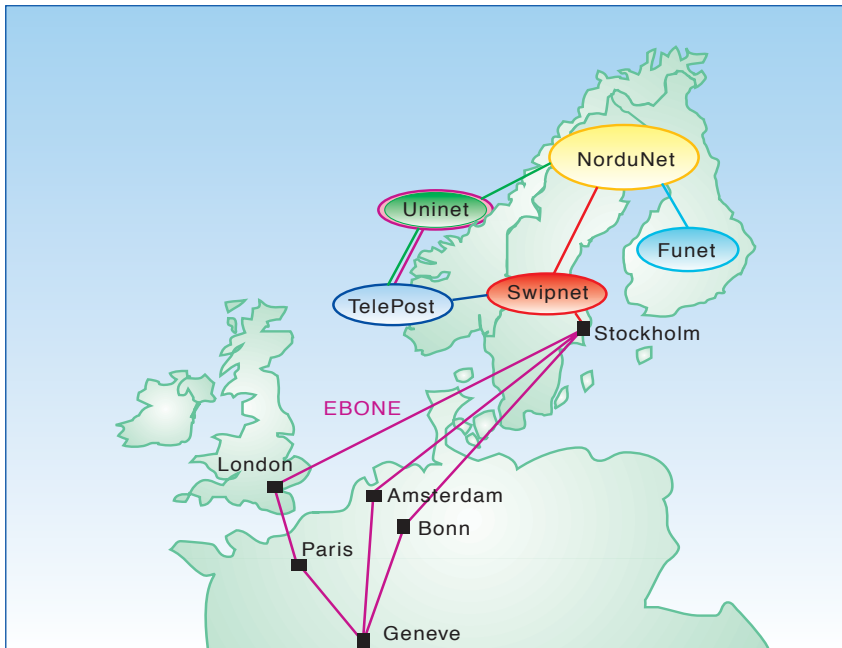 NorduNet
Uninet
Funet
Swipnet
TelePost
Stockholm
EBONE
London
Amsterdam
Bonn
Paris
Geneve